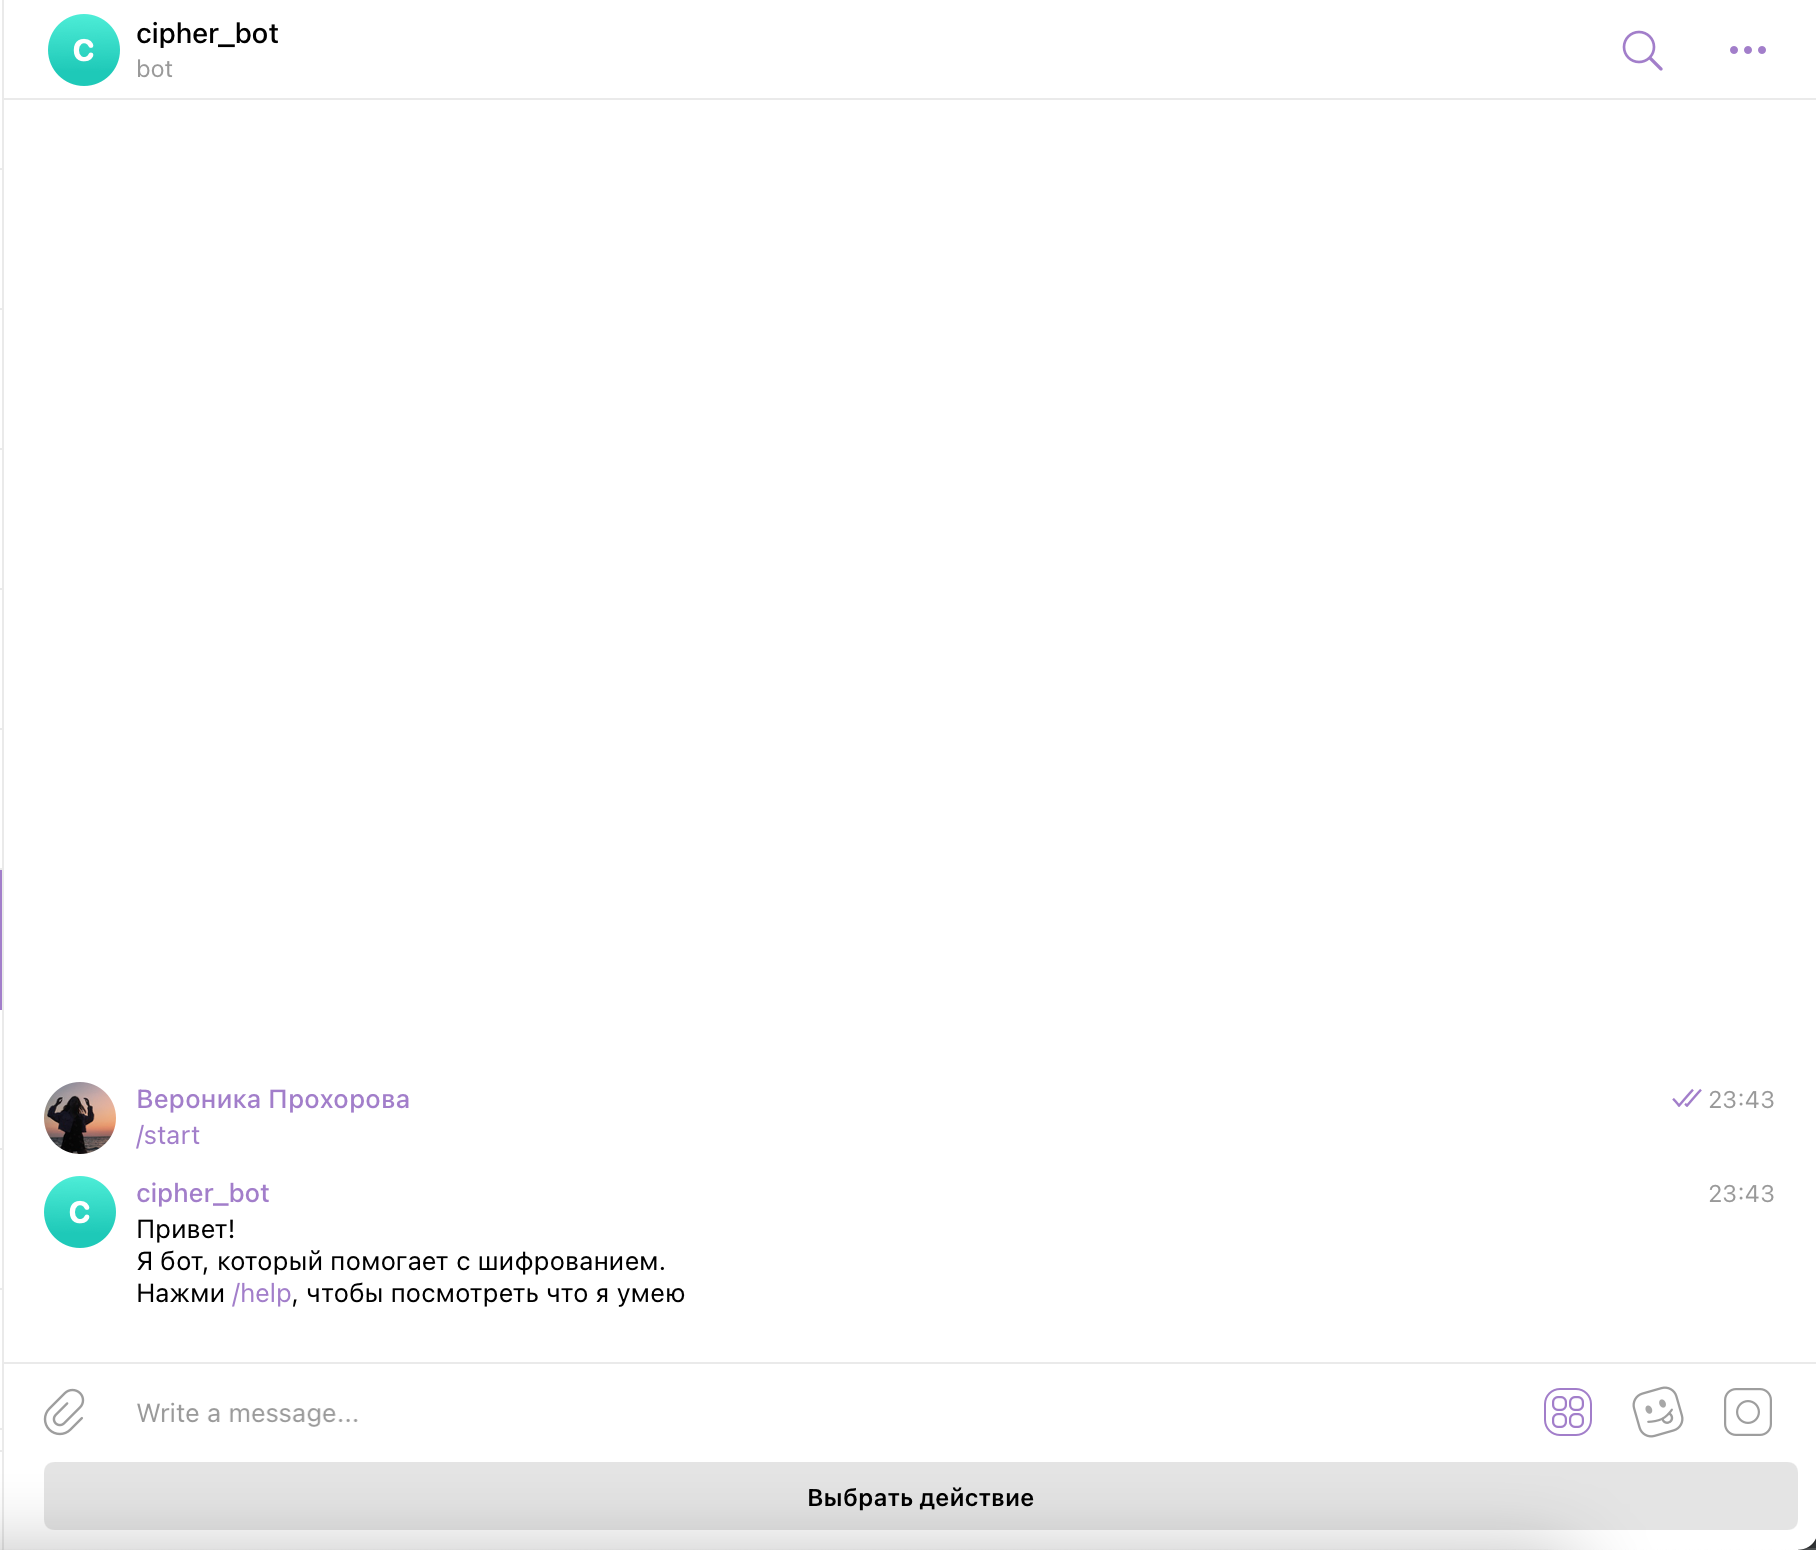 C
cipher_bot
bot
Вероника Прохорова
23:43
/start
C
cipher_bot
23:43
Привет!
Я бот, который помогает с шифрованием.
Нажми /help, чтобы посмотреть что я умею
Write a message...
Выбрать действие